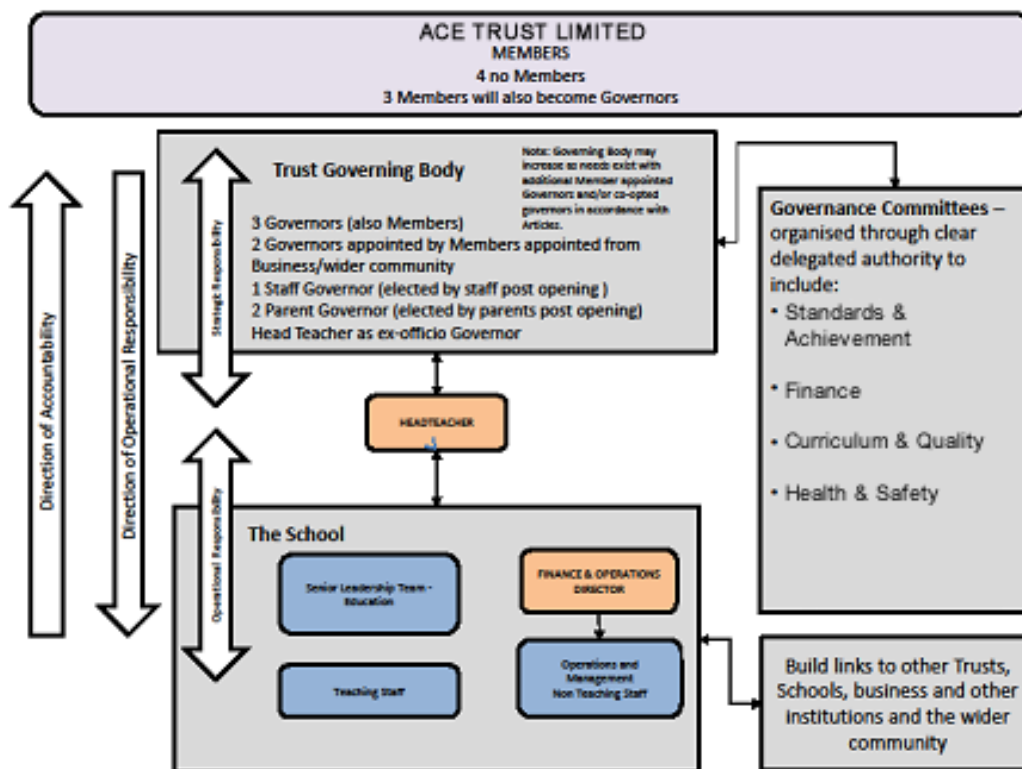 ACE TRUST LIMITED
MEMBERS
4 no Members
3 Members will also become Governors
Trust Governing Body
Note: Governing Body may
increase as needs exist with
additional Member appointed
Governors and/or co-opted
governors in accordance with
Articles.
3 Governors (also Members)
2 Governors appointed by Members appointed from
Business/wider community
1 Staff Governor (elected by staff post opening )
2 Parent Governor (elected by parents post opening)
Head Teacher as ex-officio Governor
Governance Committees –
organised through clear
delegated authority to
include:
• Standards &
Achievement
• Finance
• Curriculum & Quality
• Health & Safety
Direction of Accountability
Direction of Operational Responsibility
Strategic Responsibility
Operational Responsibility
HEADTEACHER
The School
Senior Leadership Team -
Education
FINANCE & OPERATIONS
DIRECTOR
Teaching Staff
Operations and
Management
Non Teaching Staff
Build links to other Trusts,
Schools, business and other
institutions and the wider
community